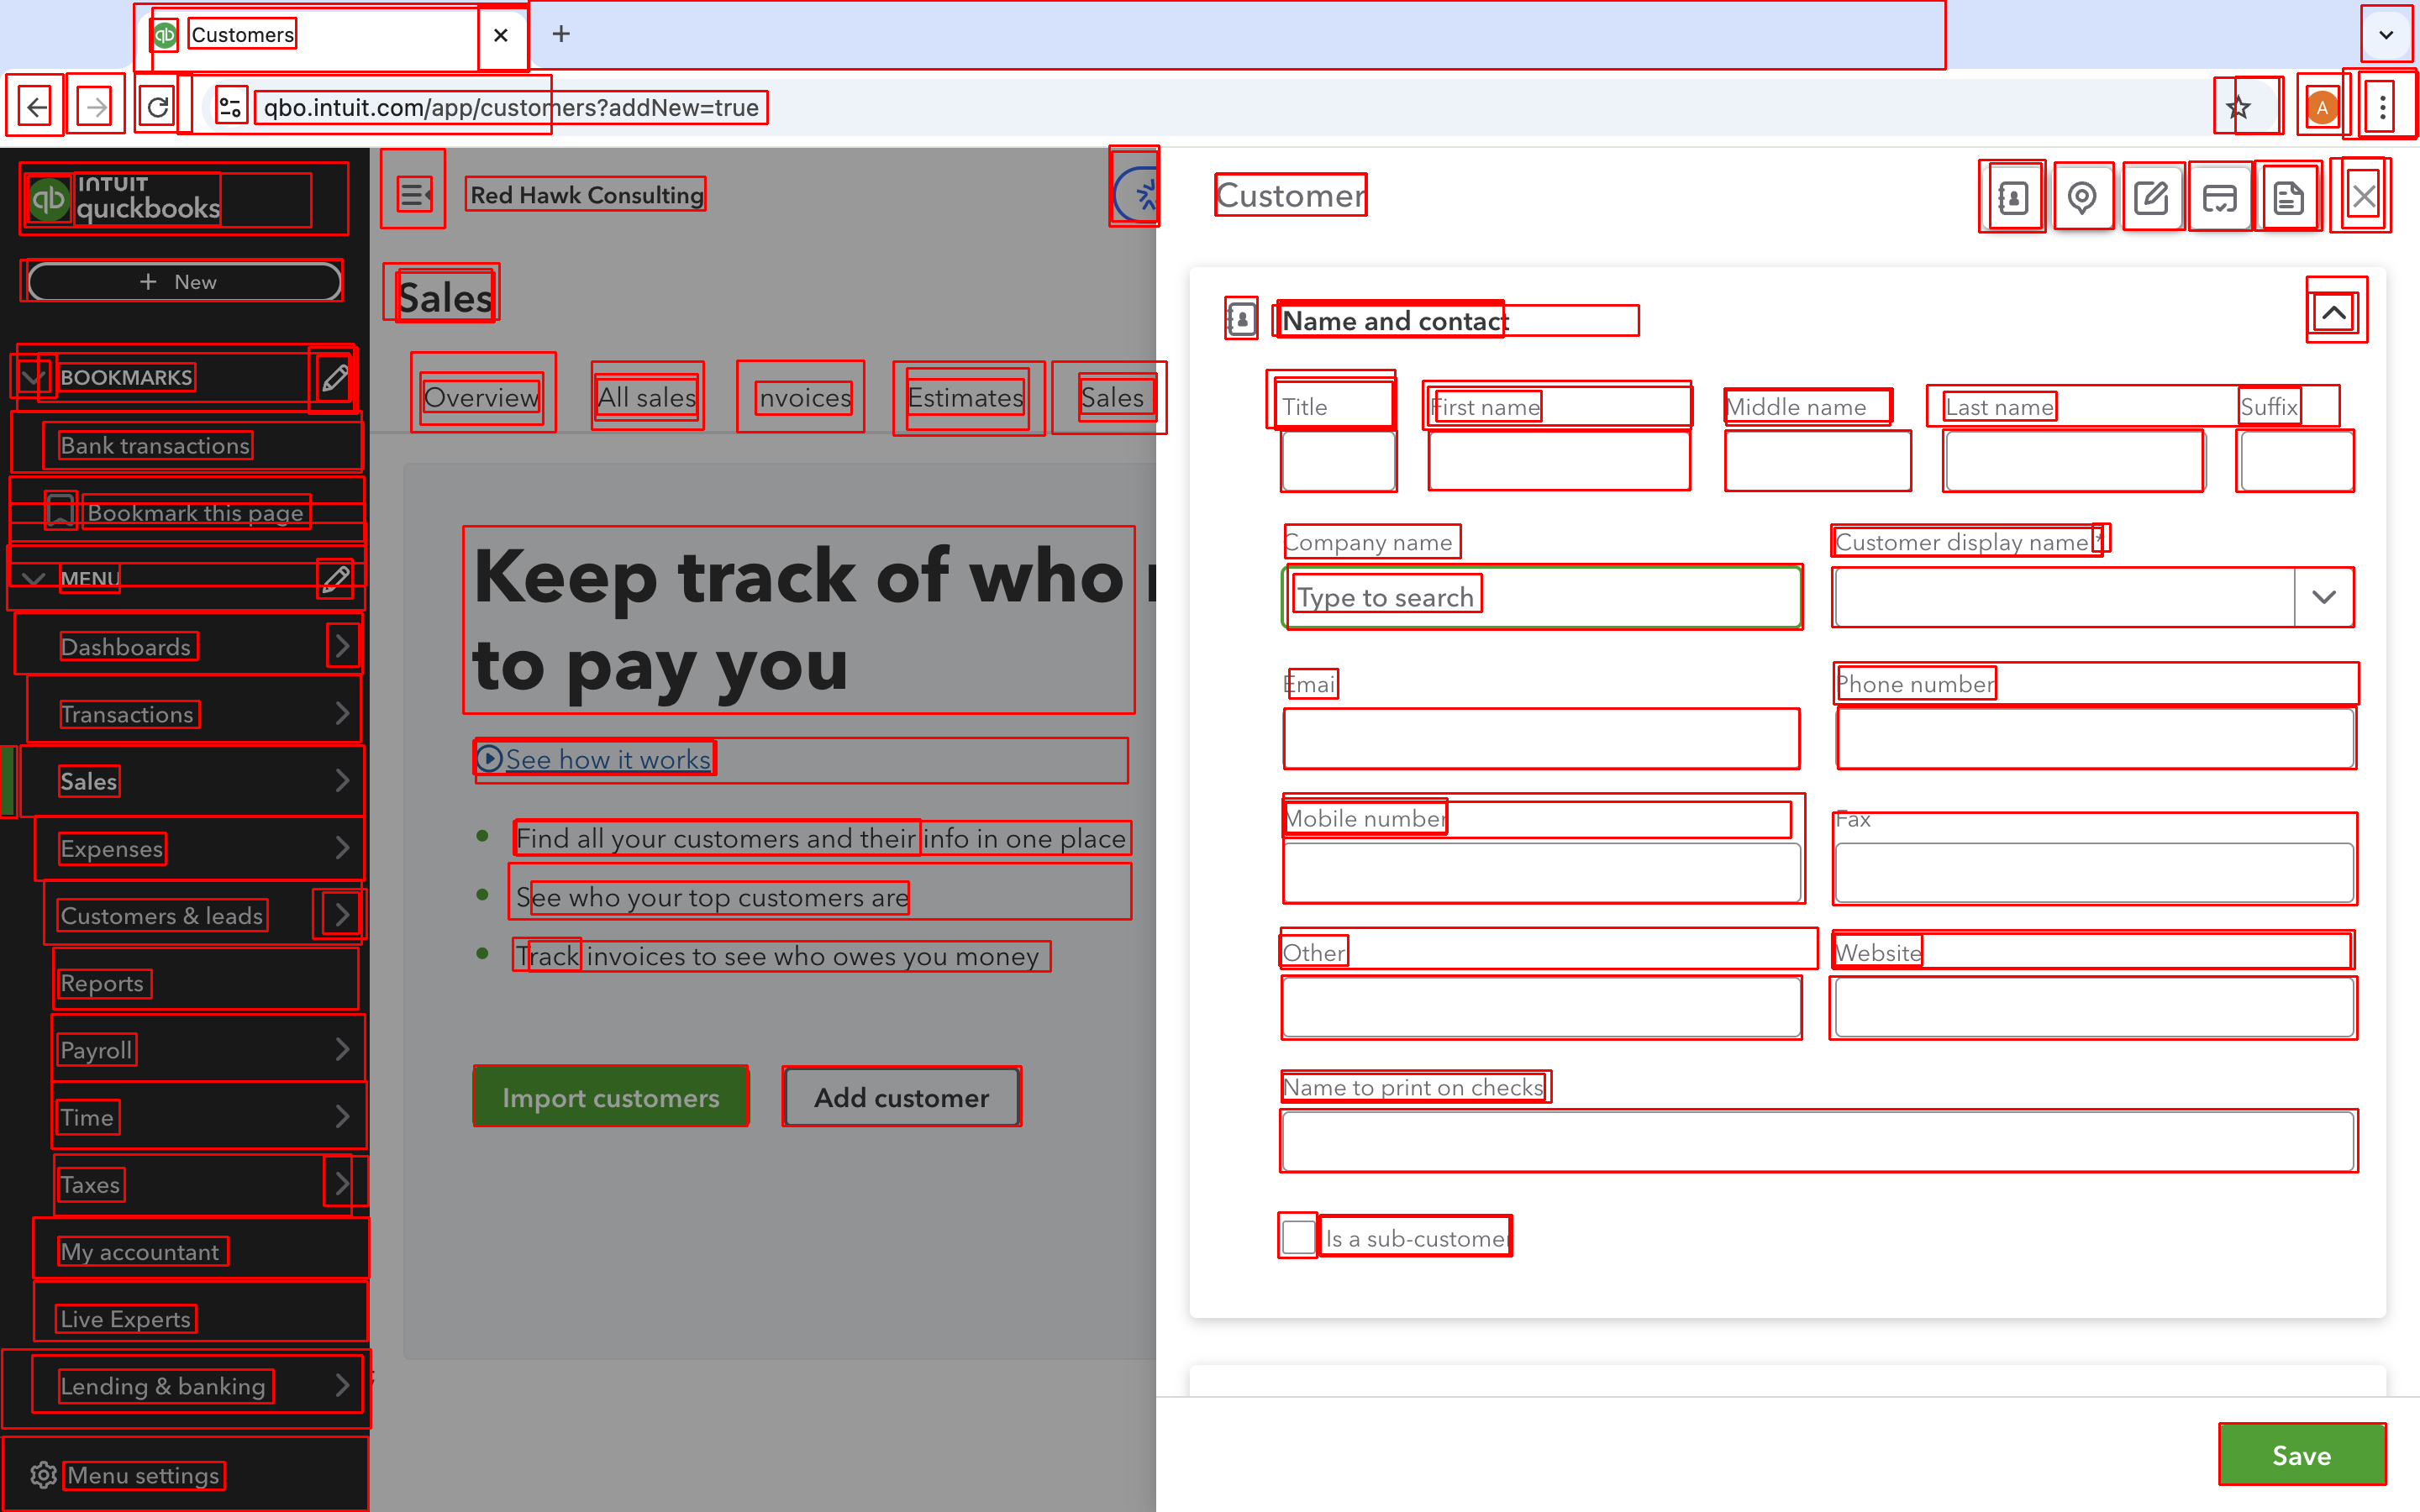 Customers
qbo.intuit.com/app/customers?addNew=true
A
qb INTUIT
quickbooks
+ New
BOOKMARKS
Bank transactions
Bookmark this page
MENU
Dashboards
Transactions
Sales
Expenses
Customers & leads
Reports
Payroll
Time
Taxes
My accountant
Live Experts
Lending & banking
Menu settings
Red Hawk Consulting
Sales
Overview
All sales
nvoices
Estimates
Sales
Keep track of who
to pay you
See how it works
Find all your customers and their info in one place
See who your top customers are
Track invoices to see who owes you money
Import customers
Add customer
Customer
Name and contact
Title
First name
Middle name
Last name
Suffix
Company name
Customer display name *
Type to search
Email
Phone number
Mobile number
Fax
Other
Website
Name to print on checks
Is a sub-customer
Save